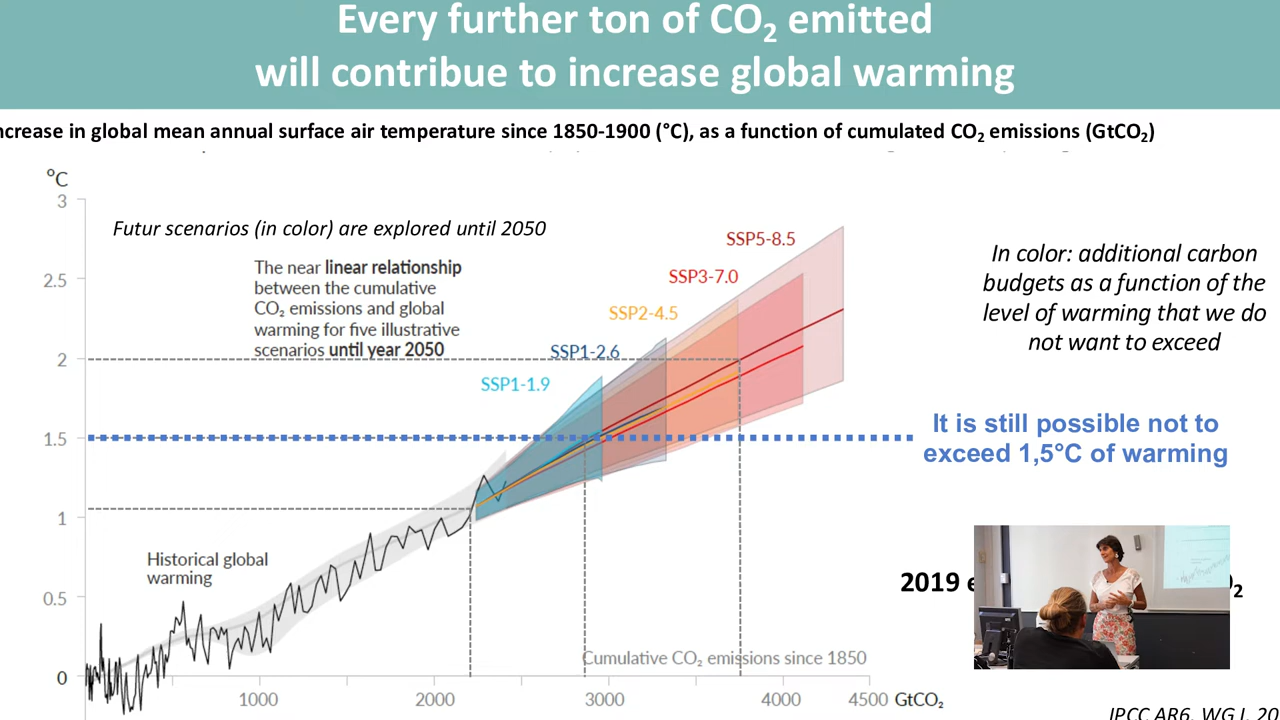 Every further ton of CO₂ emitted
will contribue to increase global warming
ncrease in global mean annual surface air temperature since 1850-1900 (°C), as a function of cumulated CO₂ emissions (GtCO₂)
°C
3
Futur scenarios (in color) are explored until 2050
SSP5-8.5
In color: additional carbon
budgets as a function of the
level of warming that we do
not want to exceed
The near linear relationship
between the cumulative
CO₂ emissions and global
warming for five illustrative
scenarios until year 2050
SSP3-7.0
2.5
SSP2-4.5
SSP1-2.6
2
SSP1-1.9
It is still possible not to
exceed 1,5°C of warming
1.5
1
Historical global
warming
2019
0.5
Cumulative CO₂ emissions since 1850
0
1000 2000 3000 4000 4500 GtCO₂
IPCC AR6, WG I, 20